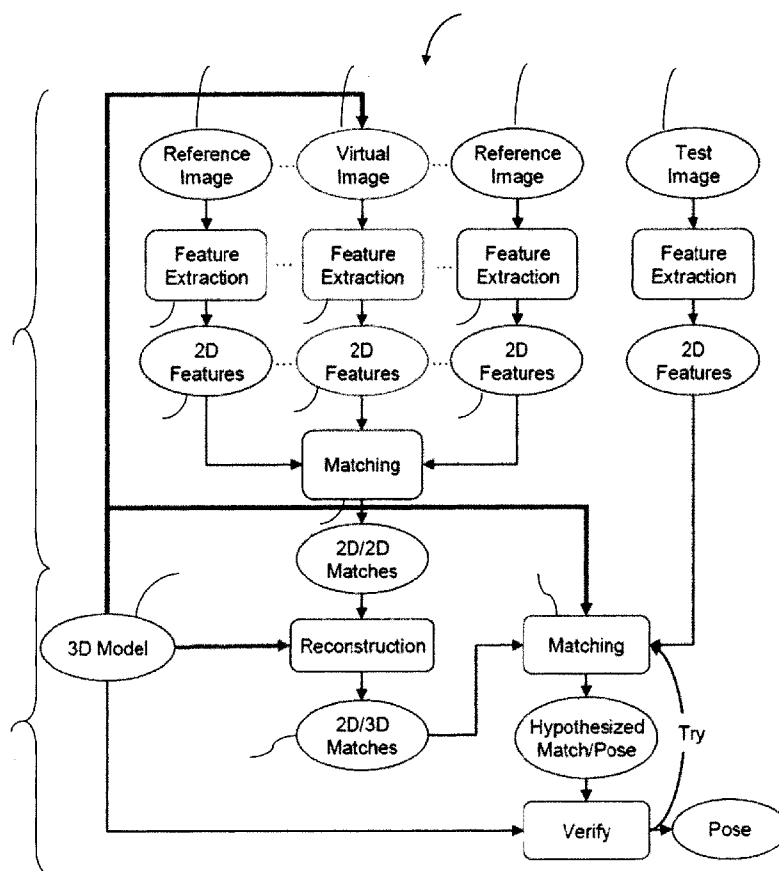 Reference
Image
Virtual
Image
Reference
Image
Test
Image
Feature
Extraction
Feature
Extraction
Feature
Extraction
Feature
Extraction
2D
Features
2D
Features
2D
Features
2D
Features
Matching
2D/2D
Matches
3D Model
Reconstruction
Matching
2D/3D
Matches
Hypothesized
Match/Pose
Try
Verify
Pose